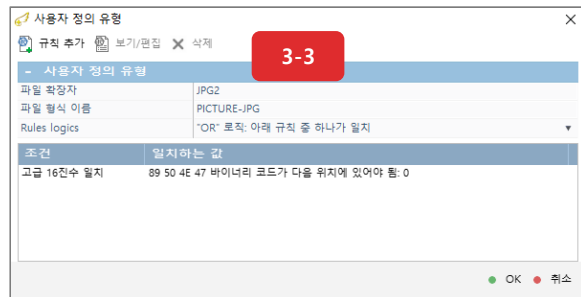 사용자 정의 유형
규칙 추가 보기/편집 삭제
3-3
– 사용자 정의 유형
파일 확장자 JPG2
파일 형식 이름 PICTURE-JPG
Rules logics "OR" 로직: 아래 규칙 중 하나가 일치
조건 일치하는 값
고급 16진수 일치 89 50 4E 47 바이너리 코드가 다음 위치에 있어야 됨: 0
OK 취소